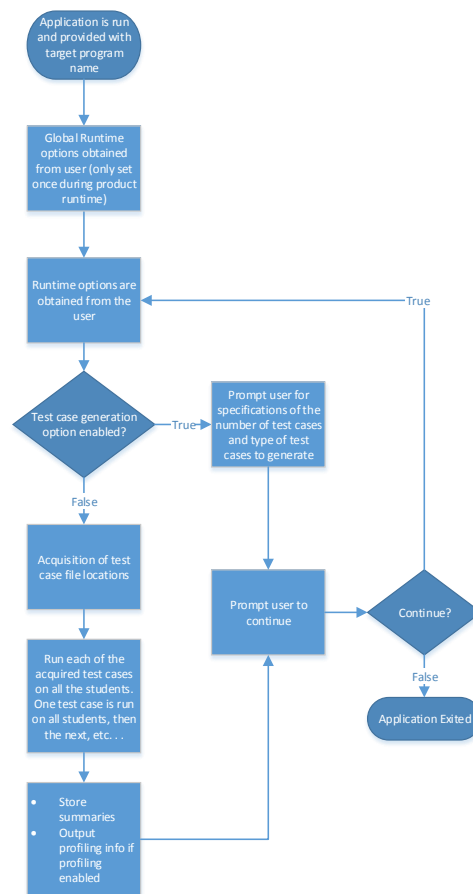 Application is run
and provided with
target program
name
Global Runtime
options obtained
from user (only set
once during product
runtime)
Runtime options are
obtained from the
user
True
Test case generation
option enabled?
True
Prompt user for
specifications of the
number of test cases
and type of test
cases to generate
False
Acquisition of test
case file locations
Prompt user to
continue
Continue?
False
Application Exited
Run each of the
acquired test cases
on all the students.
One test case is run
on all students, then
the next, etc. . .
• Store
summaries
• Output
profiling info if
profiling
enabled